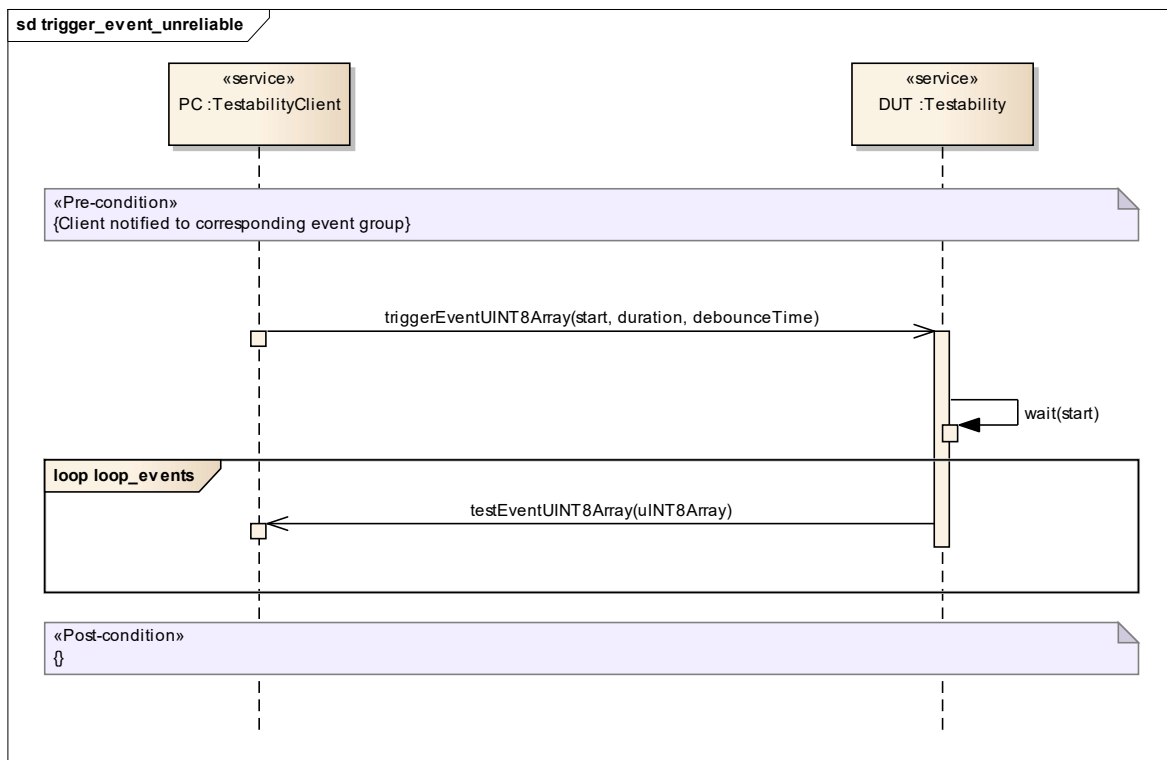 sd trigger_event_unreliable
«service»
PC :TestabilityClient
«service»
DUT :Testability
«Pre-condition»
{Client notified to corresponding event group}
triggerEventUINT8Array(start, duration, debounceTime)
wait(start)
loop loop_events
testEventUINT8Array(uINT8Array)
«Post-condition»
{}